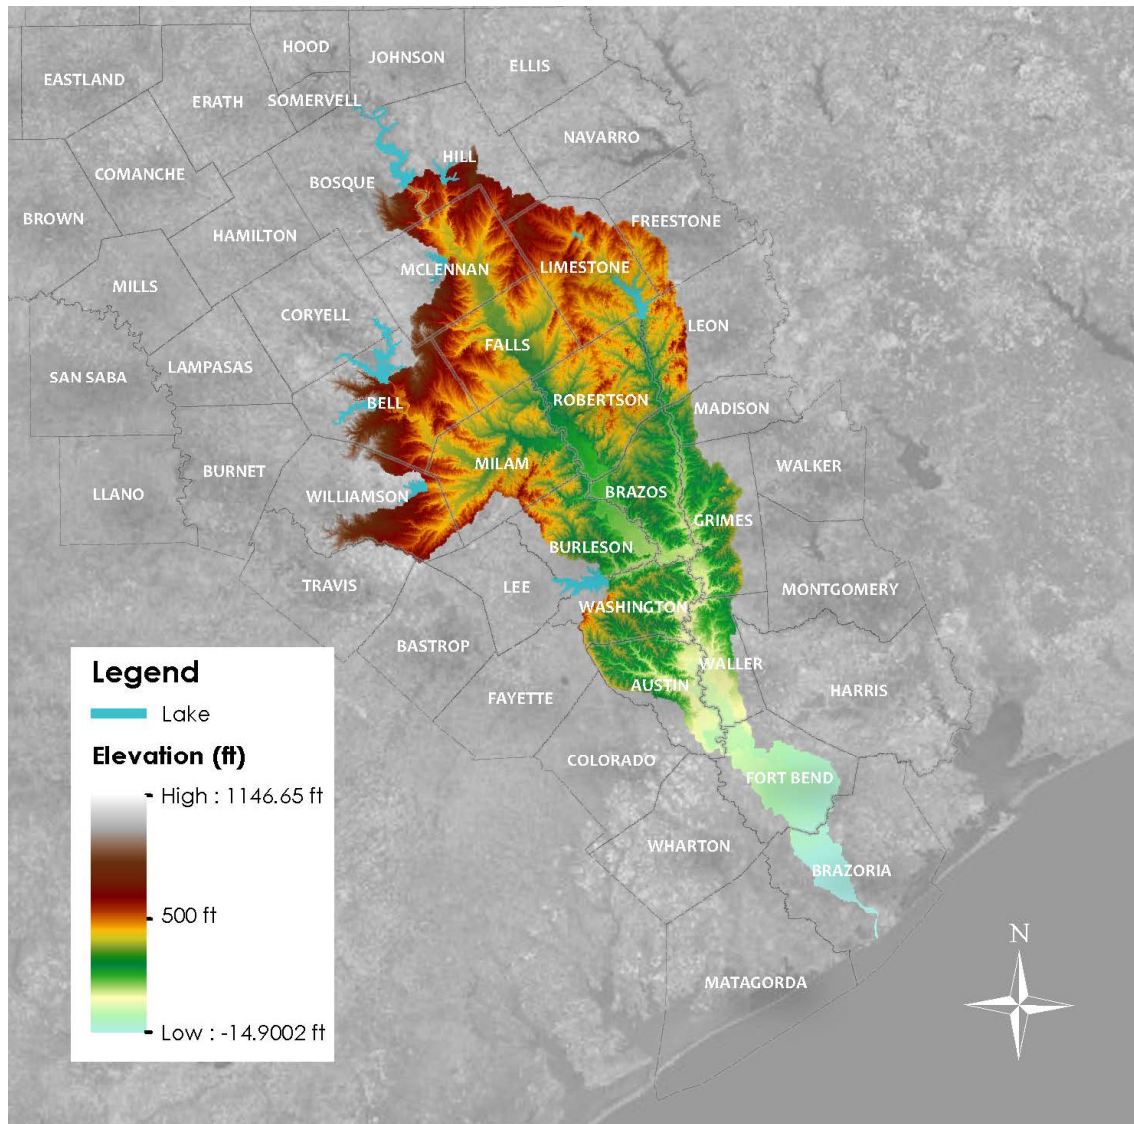 HOOD
JOHNSON
ELLIS
EASTLAND
ERATH
SOMERVELL
NAVARRO
HILL
COMANCHE
BOSQUE
BROWN
HAMILTON
FREESTONE
MCLENNAN
LIMESTONE
MILLS
CORYELL
LEON
FALLS
SAN SABA
LAMPASAS
BELL
ROBERTSON
MADISON
BURNET
MILAM
WALKER
LLANO
WILLIAMSON
BRAZOS
GRIMES
BURLESON
TRAVIS
LEE
MONTGOMERY
WASHINGTON
BASTROP
WALLER
AUSTIN
HARRIS
FAYETTE
COLORADO
FORT BEND
WHARTON
BRAZORIA
MATAGORDA
Legend
Lake
Elevation (ft)
High : 1146.65 ft
500 ft
Low : -14.9002 ft
N